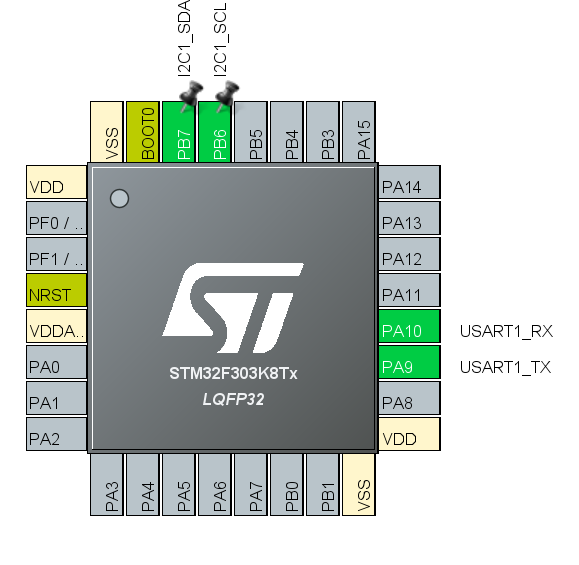 I2C1_SDA
I2C1_SCL
VSS
BOOT0
PB7
PB6
PB5
PB4
PB3
PA15
VDD
PF0 / ..
PF1 / ..
NRST
VDDA..
PA0
PA1
PA2
PA14
PA13
PA12
PA11
PA10 USART1_RX
PA9 USART1_TX
PA8
VDD
ST
STM32F303K8Tx
LQFP32
PA3
PA4
PA5
PA6
PA7
PB0
PB1
VSS